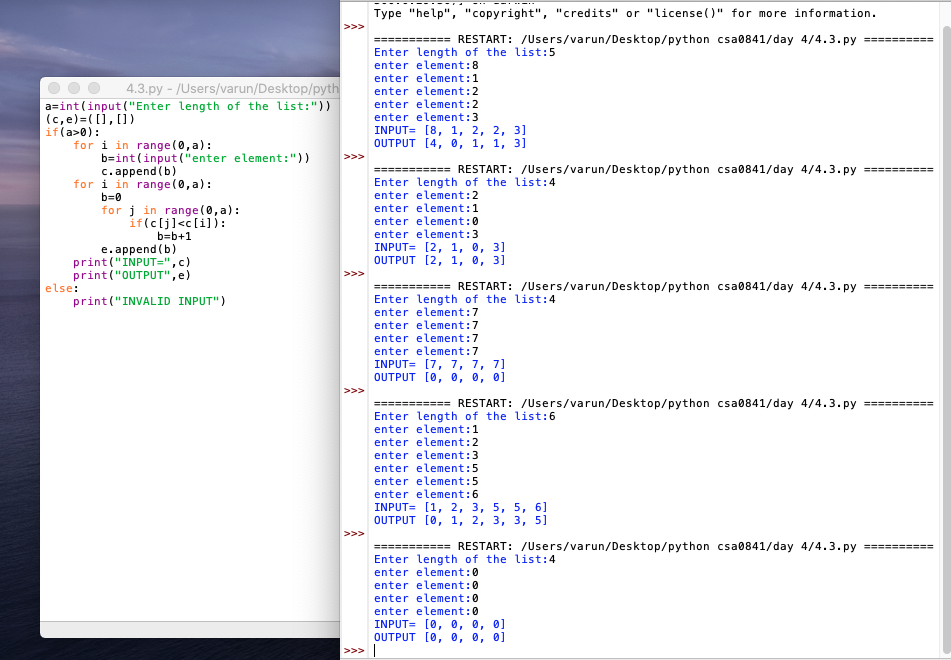 4.3.py - /Users/varun/Desktop/pyth
a=int(input("Enter length of the list:"))
(c,e)=([],[])
if(a>0):
    for i in range(0,a):
        b=int(input("enter element:"))
        c.append(b)
    for i in range(0,a):
        b=0
        for j in range(0,a):
            if(c[j]<c[i]):
                b=b+1
        e.append(b)
    print("INPUT=",c)
    print("OUTPUT",e)
else:
    print("INVALID INPUT")
Type "help", "copyright", "credits" or "license()" for more information.
>>>
=========== RESTART: /Users/varun/Desktop/python csa0841/day 4/4.3.py ==========
Enter length of the list:5
enter element:8
enter element:1
enter element:2
enter element:2
enter element:3
INPUT= [8, 1, 2, 2, 3]
OUTPUT [4, 0, 1, 1, 3]
>>>
=========== RESTART: /Users/varun/Desktop/python csa0841/day 4/4.3.py ==========
Enter length of the list:4
enter element:2
enter element:1
enter element:0
enter element:3
INPUT= [2, 1, 0, 3]
OUTPUT [2, 1, 0, 3]
>>>
=========== RESTART: /Users/varun/Desktop/python csa0841/day 4/4.3.py ==========
Enter length of the list:4
enter element:7
enter element:7
enter element:7
enter element:7
INPUT= [7, 7, 7, 7]
OUTPUT [0, 0, 0, 0]
>>>
=========== RESTART: /Users/varun/Desktop/python csa0841/day 4/4.3.py ==========
Enter length of the list:6
enter element:1
enter element:2
enter element:3
enter element:5
enter element:5
enter element:6
INPUT= [1, 2, 3, 5, 5, 6]
OUTPUT [0, 1, 2, 3, 3, 5]
>>>
=========== RESTART: /Users/varun/Desktop/python csa0841/day 4/4.3.py ==========
Enter length of the list:4
enter element:0
enter element:0
enter element:0
enter element:0
INPUT= [0, 0, 0, 0]
OUTPUT [0, 0, 0, 0]
>>>